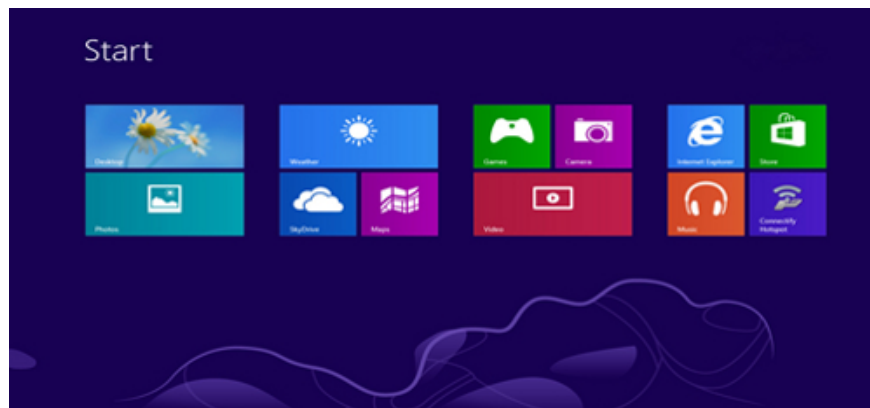 Start
Desktop
Weather
Games
Camera
Internet Explorer
Store
Photos
SkyDrive
Maps
Video
Music
Connectify
Hotspot